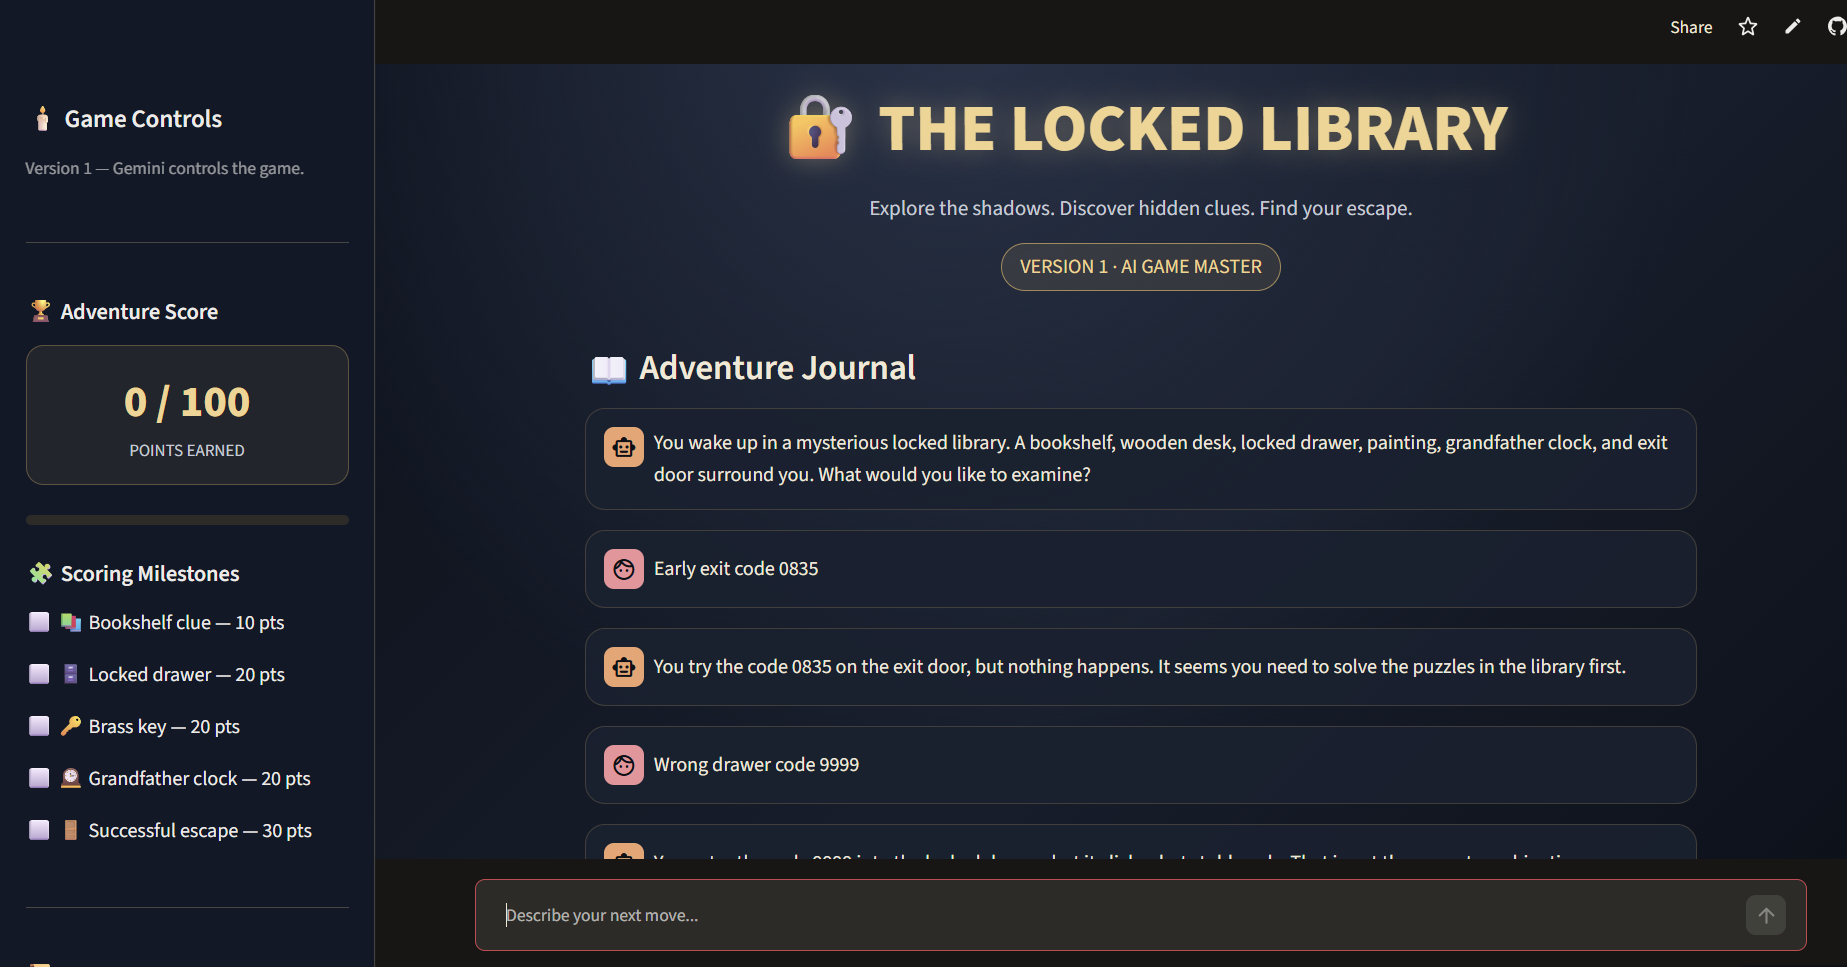 Share
Game Controls
Version 1 — Gemini controls the game.
Adventure Score
0 / 100
POINTS EARNED
Scoring Milestones
Bookshelf clue — 10 pts
Locked drawer — 20 pts
Brass key — 20 pts
Grandfather clock — 20 pts
Successful escape — 30 pts
THE LOCKED LIBRARY
Explore the shadows. Discover hidden clues. Find your escape.
VERSION 1 · AI GAME MASTER
Adventure Journal
You wake up in a mysterious locked library. A bookshelf, wooden desk, locked drawer, painting, grandfather clock, and exit
door surround you. What would you like to examine?
Early exit code 0835
You try the code 0835 on the exit door, but nothing happens. It seems you need to solve the puzzles in the library first.
Wrong drawer code 9999
Describe your next move...